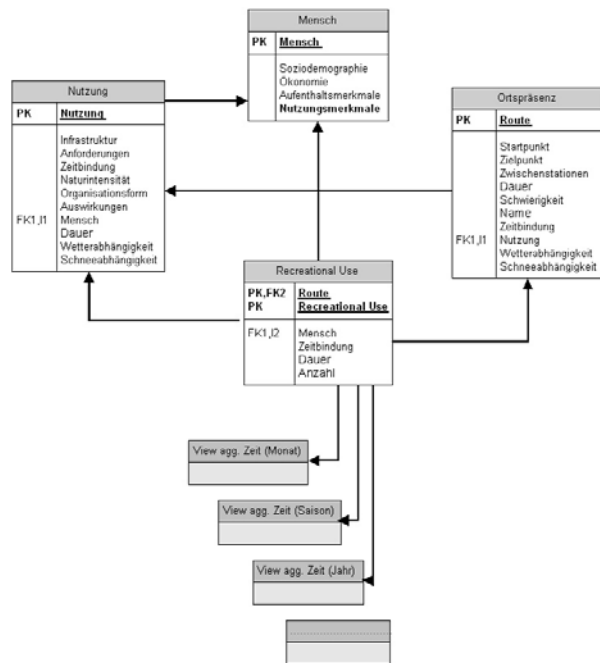 Mensch
PK Mensch
Soziodemographie
Ökonomie
Aufenthaltsmerkmale
Nutzungsmerkmale
Nutzung
PK Nutzung
Infrastruktur
Anforderungen
Zeitbindung
Naturintensität
Organisationsform
Auswirkungen
FK1,I1 Mensch
Dauer
Wetterabhängigkeit
Schneeabhängigkeit
Ortspräsenz
PK Route
Startpunkt
Zielpunkt
Zwischenstationen
Dauer
Schwierigkeit
Name
Zeitbindung
FK1,I1 Nutzung
Wetterabhängigkeit
Schneeabhängigkeit
Recreational Use
PK,FK2 Route
PK Recreational Use
FK1,I2 Mensch
Zeitbindung
Dauer
Anzahl
View agg. Zeit (Monat)
View agg. Zeit (Saison)
View agg. Zeit (Jahr)